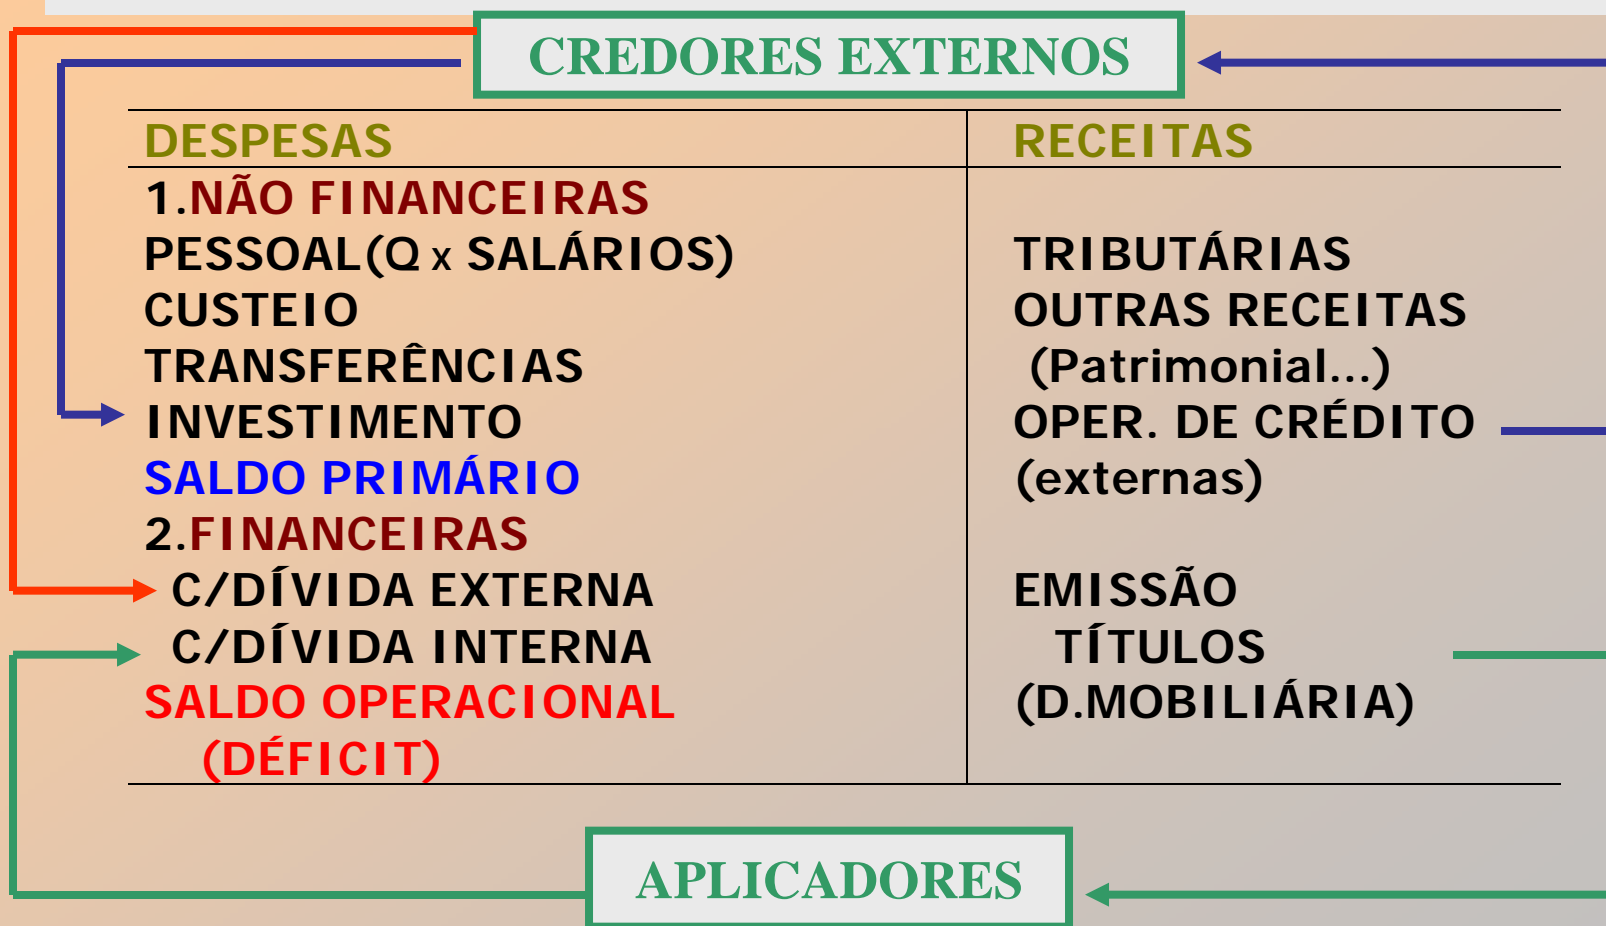 CREDORES EXTERNOS
DESPESAS
1.NÃO FINANCEIRAS
PESSOAL(Q x SALÁRIOS)
CUSTEIO
TRANSFERÊNCIAS
INVESTIMENTO
SALDO PRIMÁRIO
2.FINANCEIRAS
C/DÍVIDA EXTERNA
C/DÍVIDA INTERNA
SALDO OPERACIONAL
(DÉFICIT)
RECEITAS
TRIBUTÁRIAS
OUTRAS RECEITAS
(Patrimonial...)
OPER. DE CRÉDITO
(externas)
EMISSÃO
TÍTULOS
(D.MOBILIÁRIA)
APLICADORES